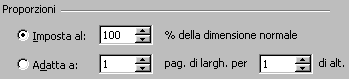 Proporzioni
Imposta al: 100 % della dimensione normale
Adatta a: 1 pag. di largh. per 1 di alt.